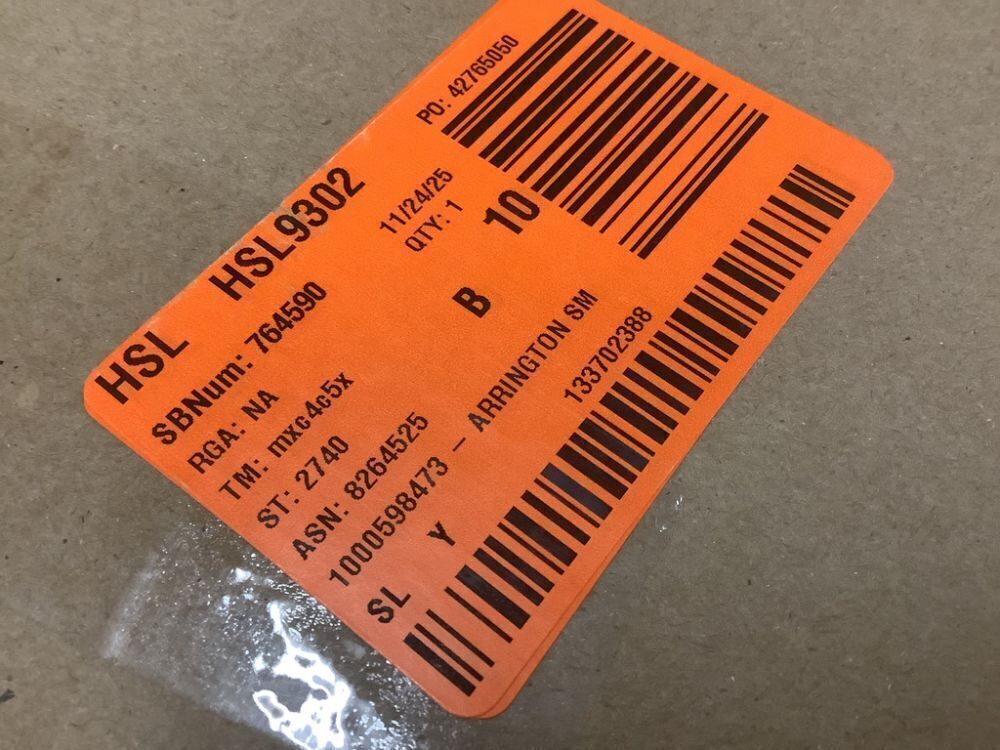 HSL HSL9302 PO: 42765050
SBNum: 764590 11/24/25
RGA: NA QTY: 1
TM: mxc4c5x B 10
ST: 2740
ASN: 8264525
1000598473 – ARRINGTON SM
SL Y 133702388